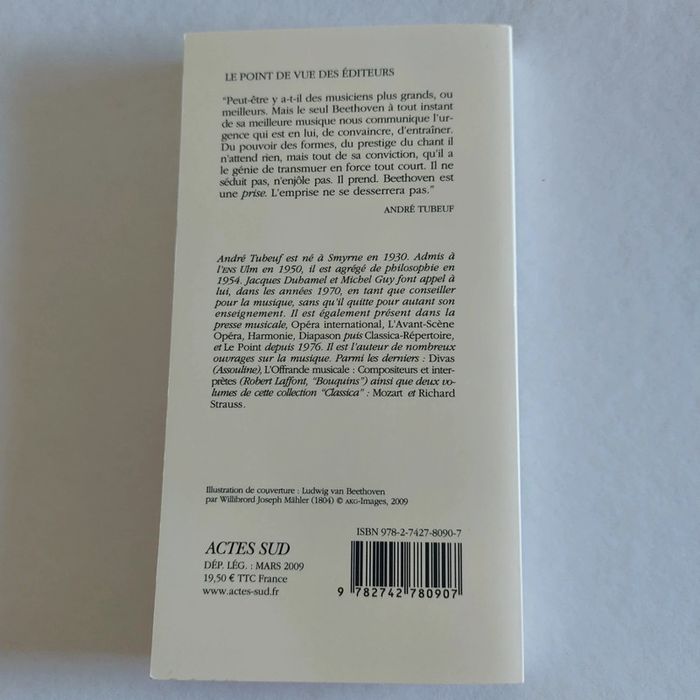 LE POINT DE VUE DES ÉDITEURS
"Peut-être y a-t-il des musiciens plus grands, ou
meilleurs. Mais le seul Beethoven à tout instant
de sa meilleure musique nous communique l'ur-
gence qui est en lui, de convaincre, d'entraîner.
Du pouvoir des formes, du prestige du chant il
n'attend rien, mais tout de sa conviction, qu'il a
le génie de transmuer en force tout court. Il ne
séduit pas, n'enjôle pas. Il prend. Beethoven est
une prise. L'emprise ne se desserrera pas."
ANDRÉ TUBEUF
André Tubeuf est né à Smyrne en 1930. Admis à
l'ENS Ulm en 1950, il est agrégé de philosophie en
1954. Jacques Duhamel et Michel Guy font appel à
lui, dans les années 1970, en tant que conseiller
pour la musique, sans qu'il quitte pour autant son
enseignement. Il est également présent dans la
presse musicale, Opéra international, L'Avant-Scène
Opéra, Harmonie, Diapason puis Classica-Répertoire,
et Le Point depuis 1976. Il est l'auteur de nombreux
ouvrages sur la musique. Parmi les derniers : Divas
(Assouline), L'Offrande musicale : Compositeurs et inter-
prètes (Robert Laffont, "Bouquins") ainsi que deux vo-
lumes de cette collection "Classica" : Mozart et Richard
Strauss.
Illustration de couverture : Ludwig van Beethoven
par Willibrord Joseph Mähler (1804) © AKG-Images, 2009
ISBN 978-2-7427-8090-7
ACTES SUD
DÉP. LÉG. : MARS 2009
19,50 € TTC France
www.actes-sud.fr
9 782742 780907